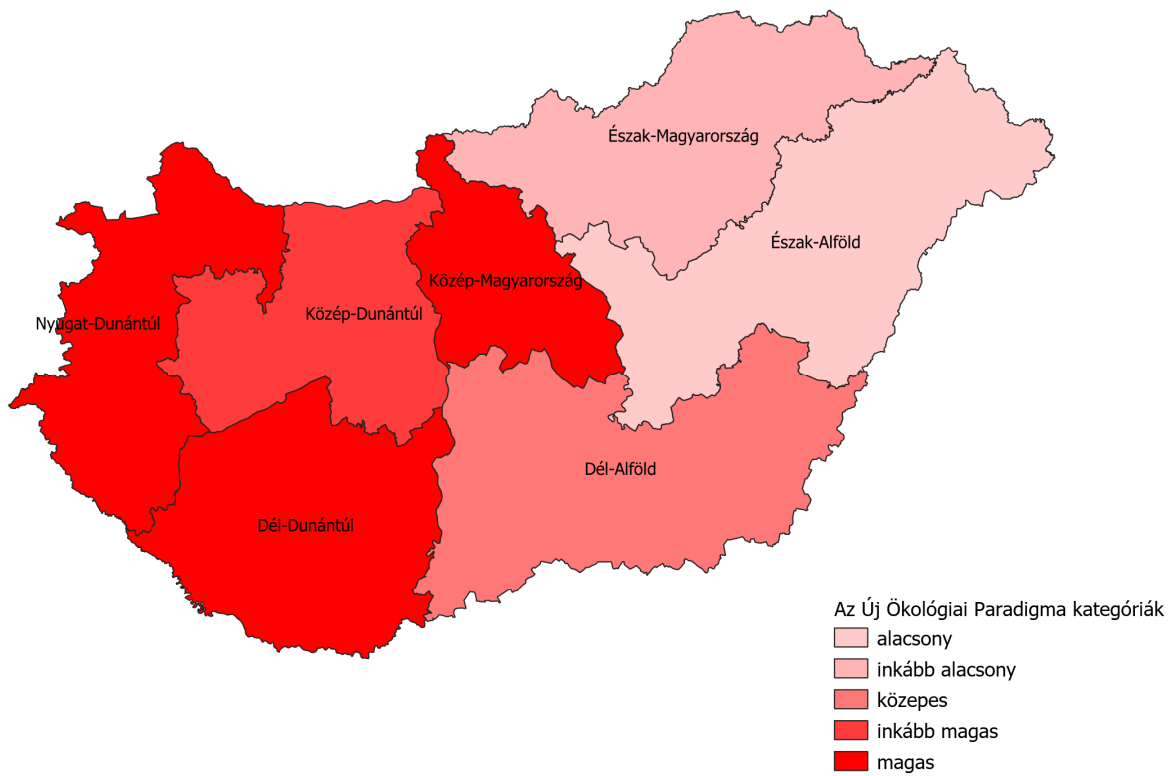 Észak-Magyarország
Észak-Alföld
Közép-Magyarország
Közép-Dunántúl
Nyugat-Dunántúl
Dél-Alföld
Dél-Dunántúl
Az Új Ökológiai Paradigma kategóriák
alacsony
inkább alacsony
közepes
inkább magas
magas